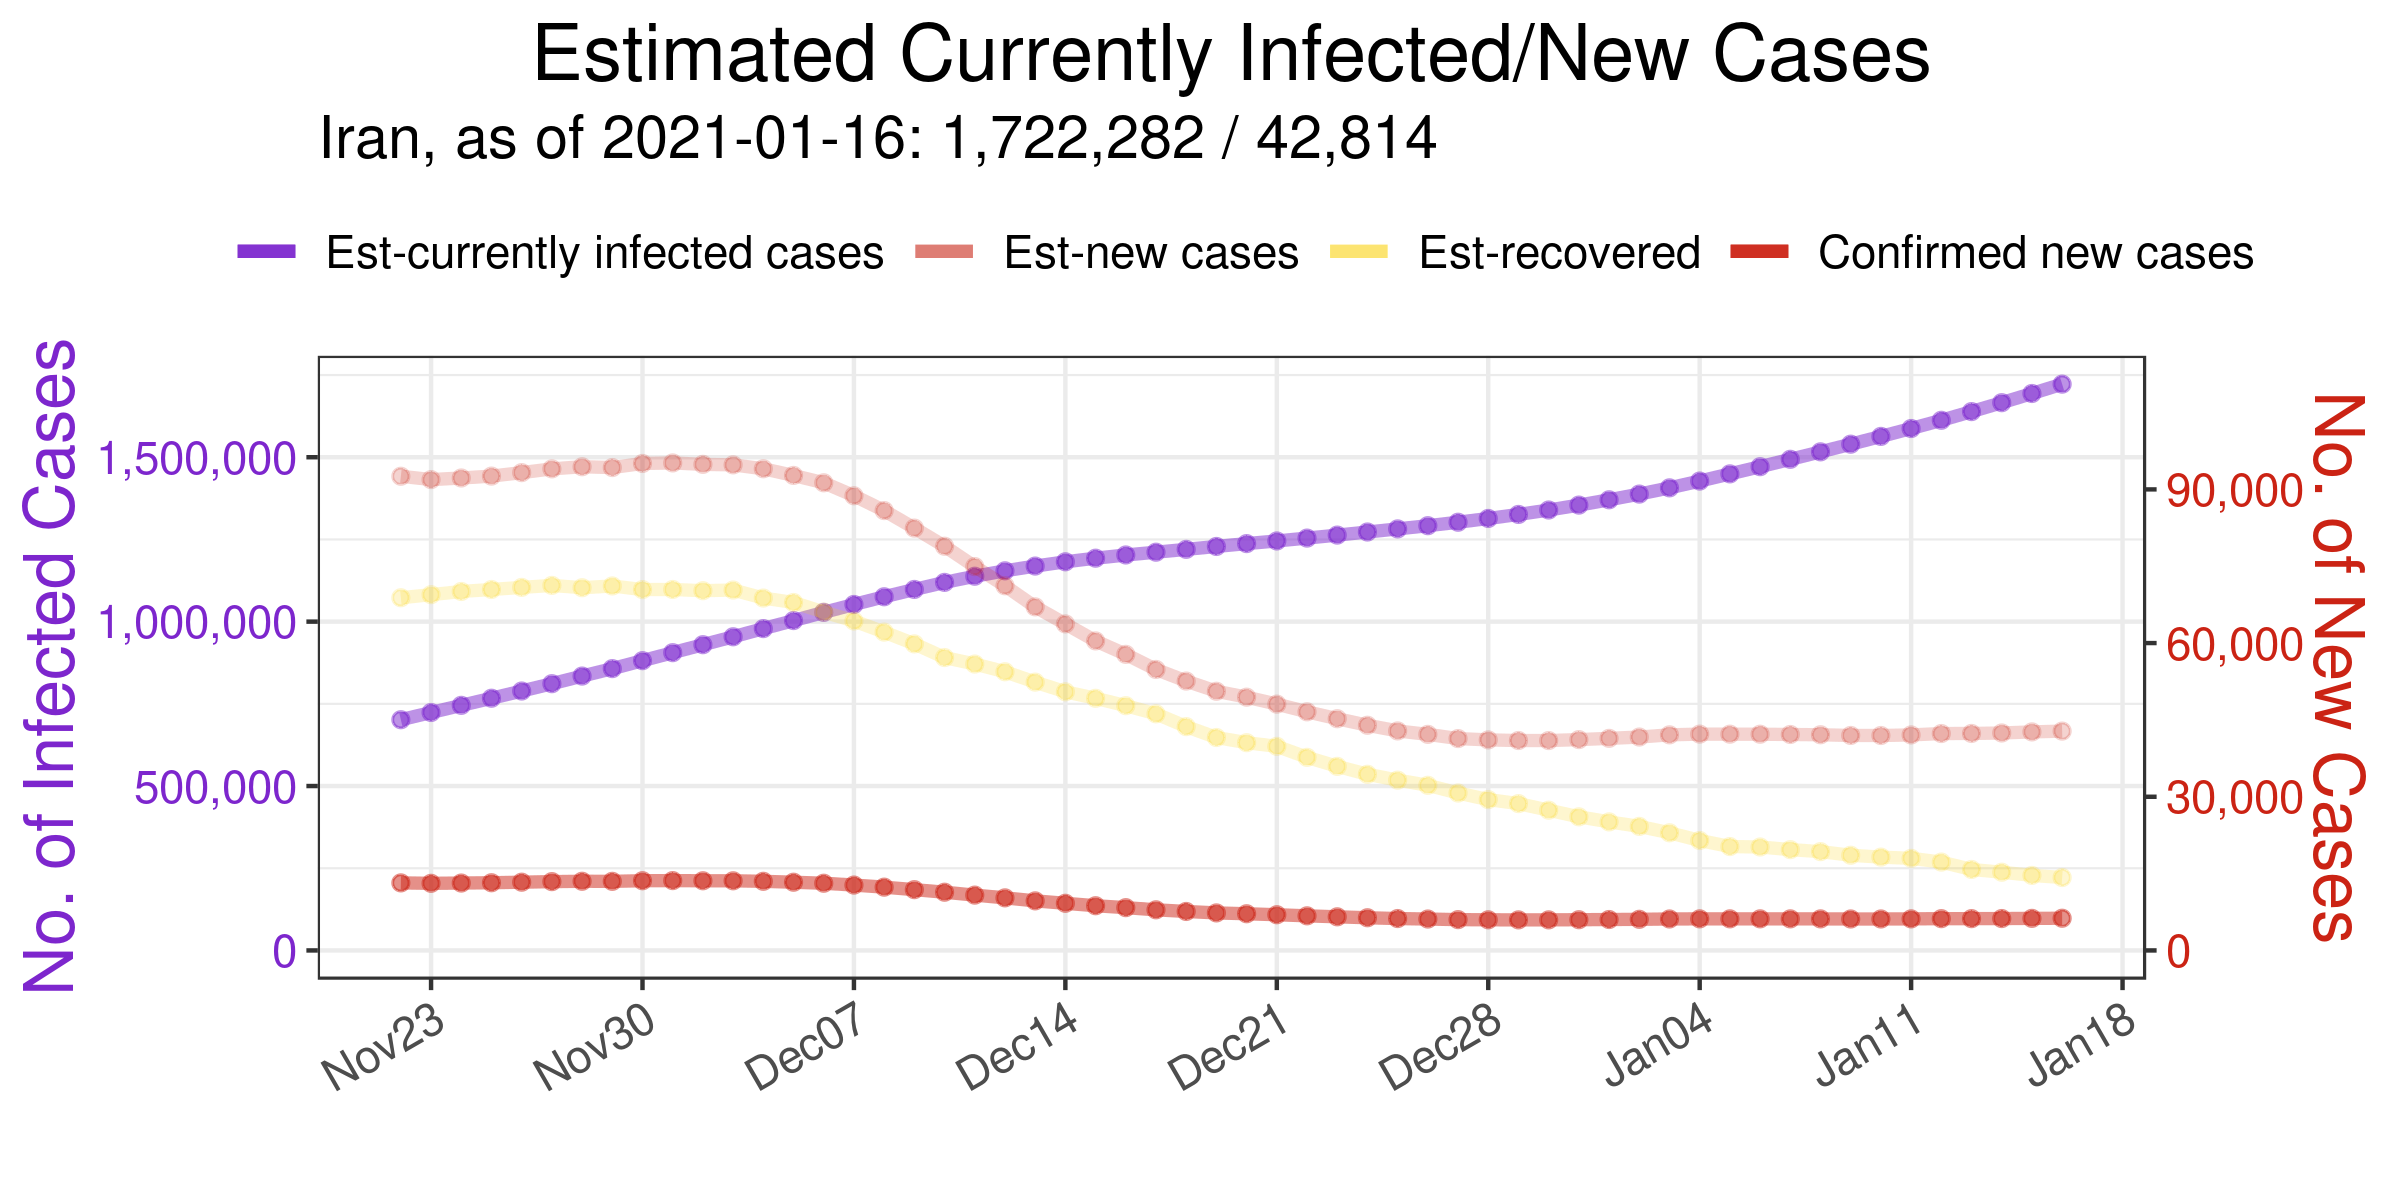 Estimated Currently Infected/New Cases
Iran, as of 2021-01-16: 1,722,282 / 42,814
Est-currently infected cases Est-new cases Est-recovered Confirmed new cases
No. of Infected Cases
1,500,000
1,000,000
500,000
0
90,000
60,000
30,000
0
No. of New Cases
Nov23 Nov30 Dec07 Dec14 Dec21 Dec28 Jan04 Jan11 Jan18